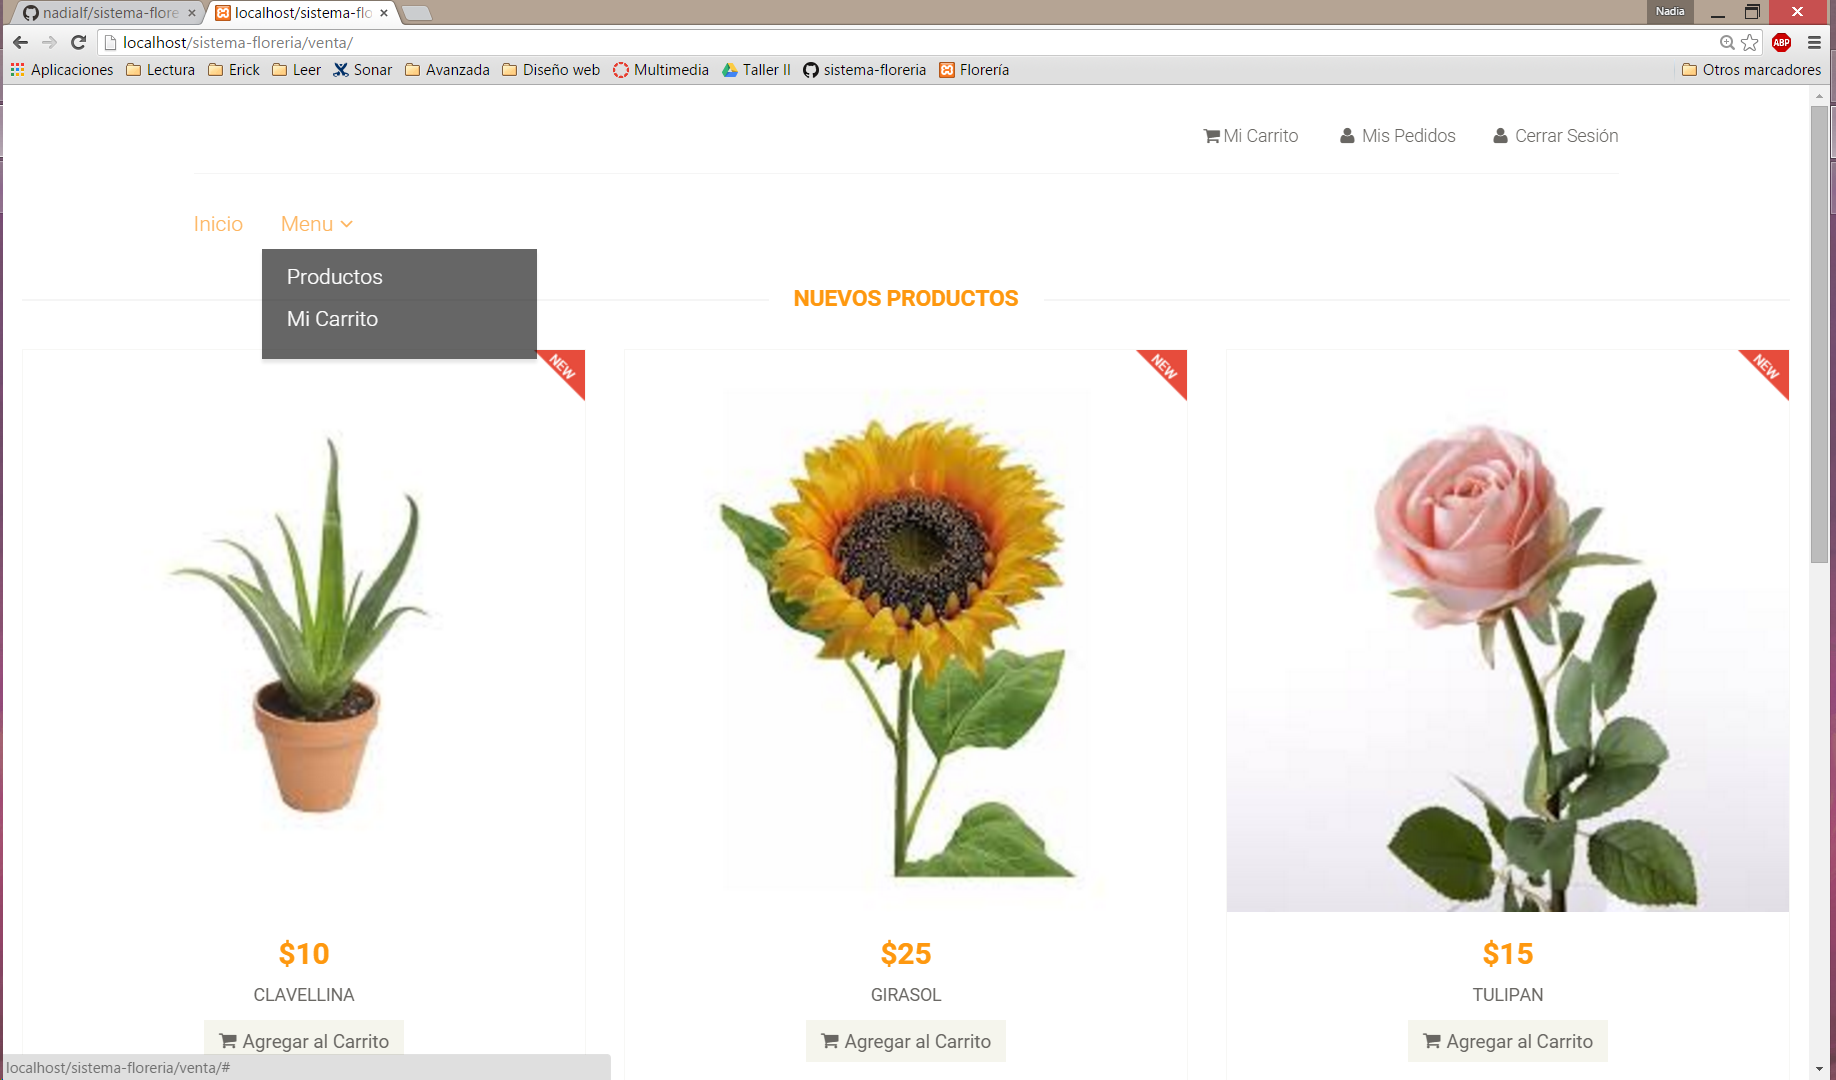 nadialf/sistema-flore
localhost/sistema-flo
Nadia
localhost/sistema-floreria/venta/
ABP
Aplicaciones Lectura Erick Leer Sonar Avanzada Diseño web Multimedia Taller II sistema-floreria Florería Otros marcadores
Mi Carrito Mis Pedidos Cerrar Sesión
Inicio Menu
Productos
Mi Carrito
NUEVOS PRODUCTOS
NEW NEW NEW
$10 $25 $15
CLAVELLINA GIRASOL TULIPAN
Agregar al Carrito Agregar al Carrito Agregar al Carrito
localhost/sistema-floreria/venta/#